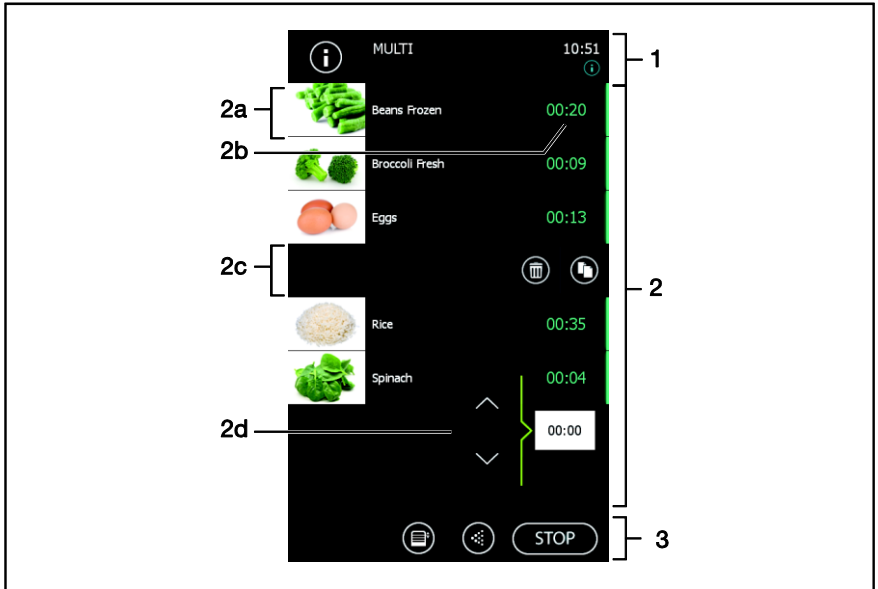 MULTI 10:51
1
2a
Beans Frozen 00:20
2b
Broccoli Fresh 00:09
Eggs 00:13
2c
2
Rice 00:35
Spinach 00:04
2d
00:00
STOP
3